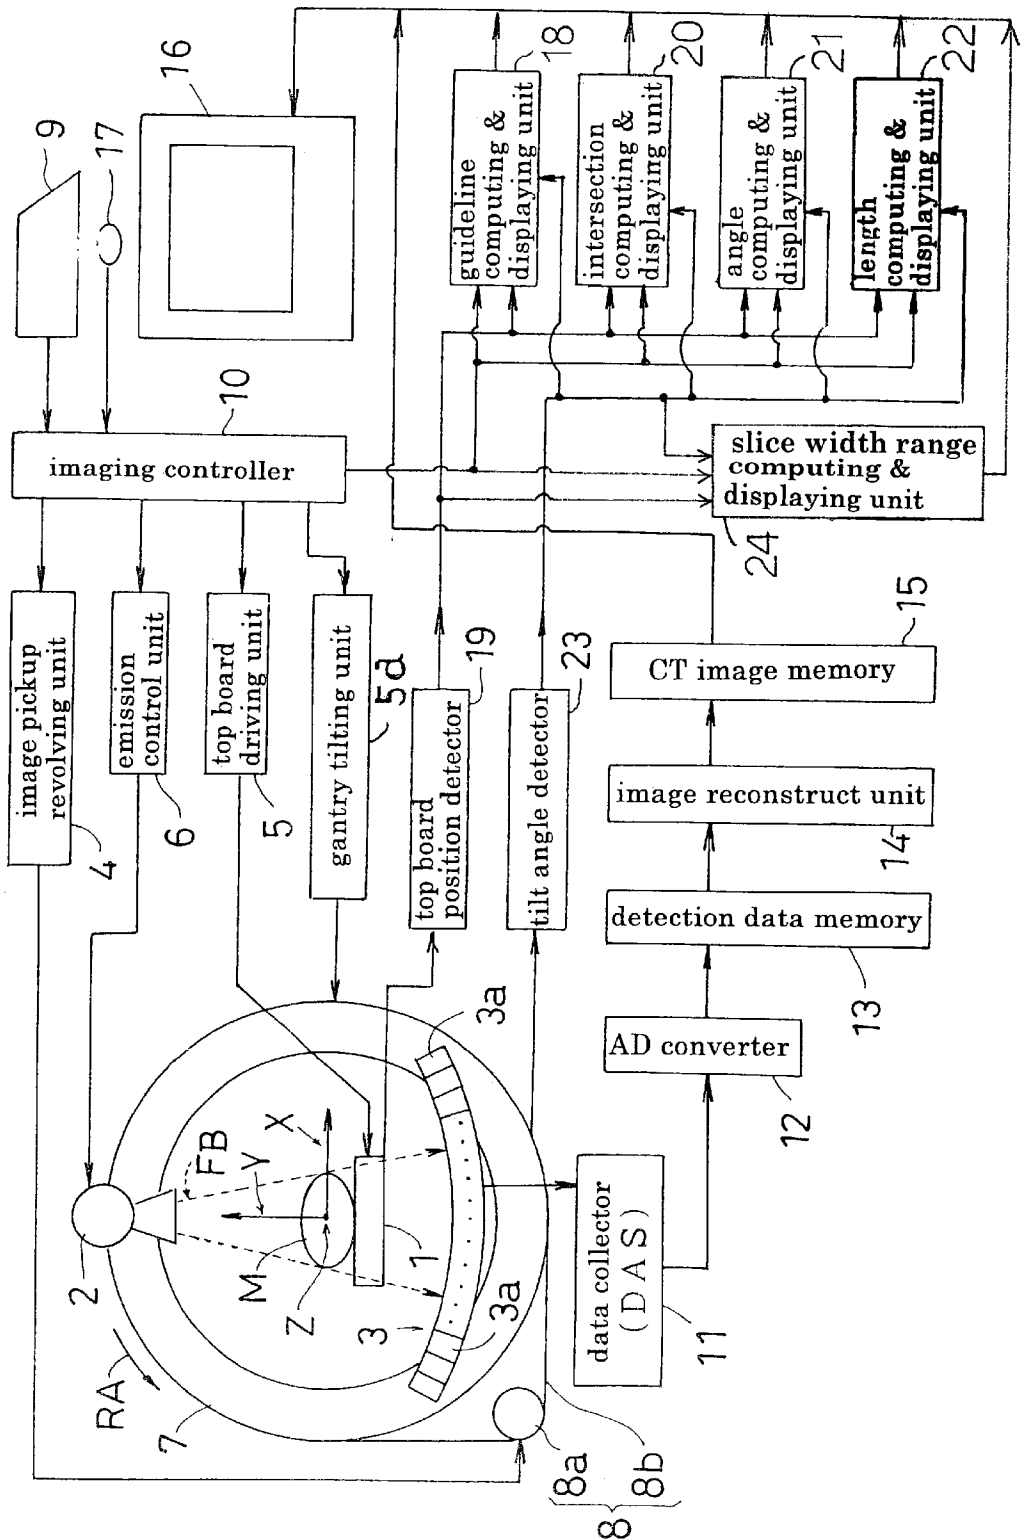 9
17
16
10
imaging controller
image pickup
revolving unit
4
emission
control unit
6
top board
driving unit
5
gantry tilting unit
5a
top board
position detector
19
tilt angle detector
23
guideline
computing &
displaying unit
18
intersection
computing &
displaying unit
20
angle
computing &
displaying unit
21
length
computing &
displaying unit
22
slice width range
computing &
displaying unit
24
CT image memory
15
image reconstruct unit
14
detection data memory
13
AD converter
12
data collector
(DAS)
11
2
RA
7
FB
Y
X
M
Z
1
3
3a
3a
8a
8b
8